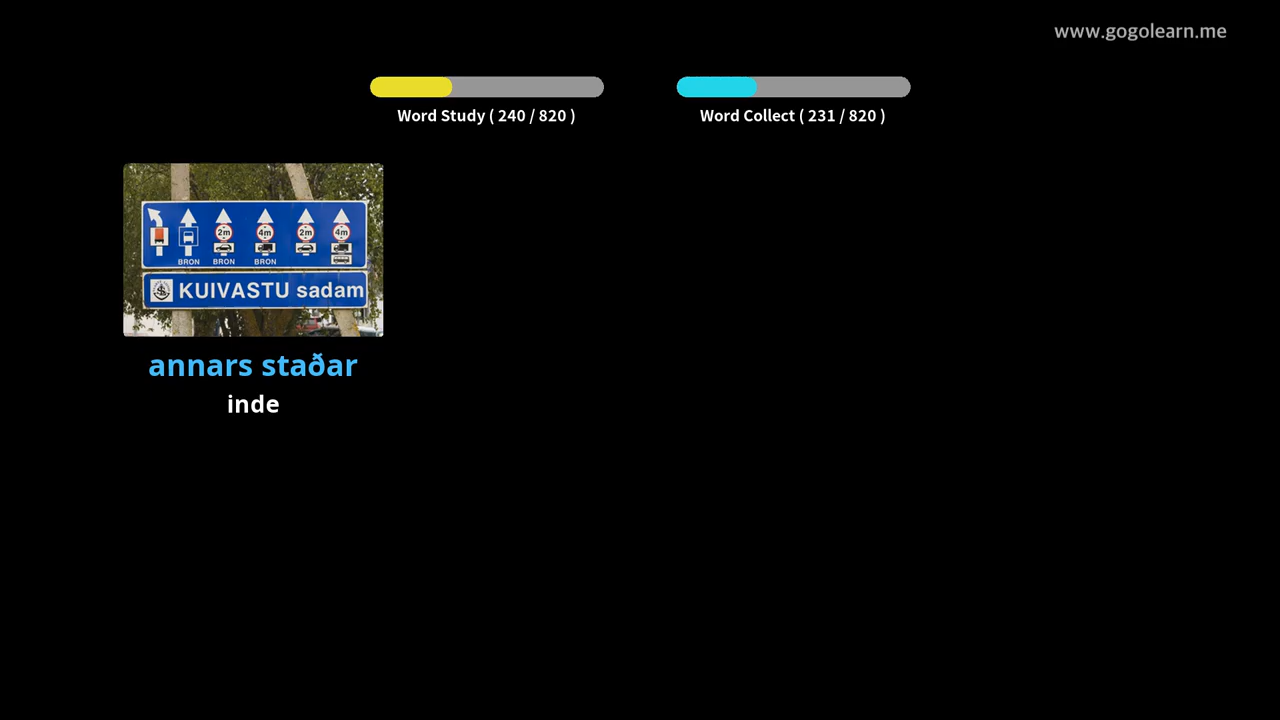 www.gogolearn.me
Word Study ( 240 / 820 )
Word Collect ( 231 / 820 )
2m 4m 2m 4m
BRON BRON BRON
KUIVASTU sadam
annars staðar
inde